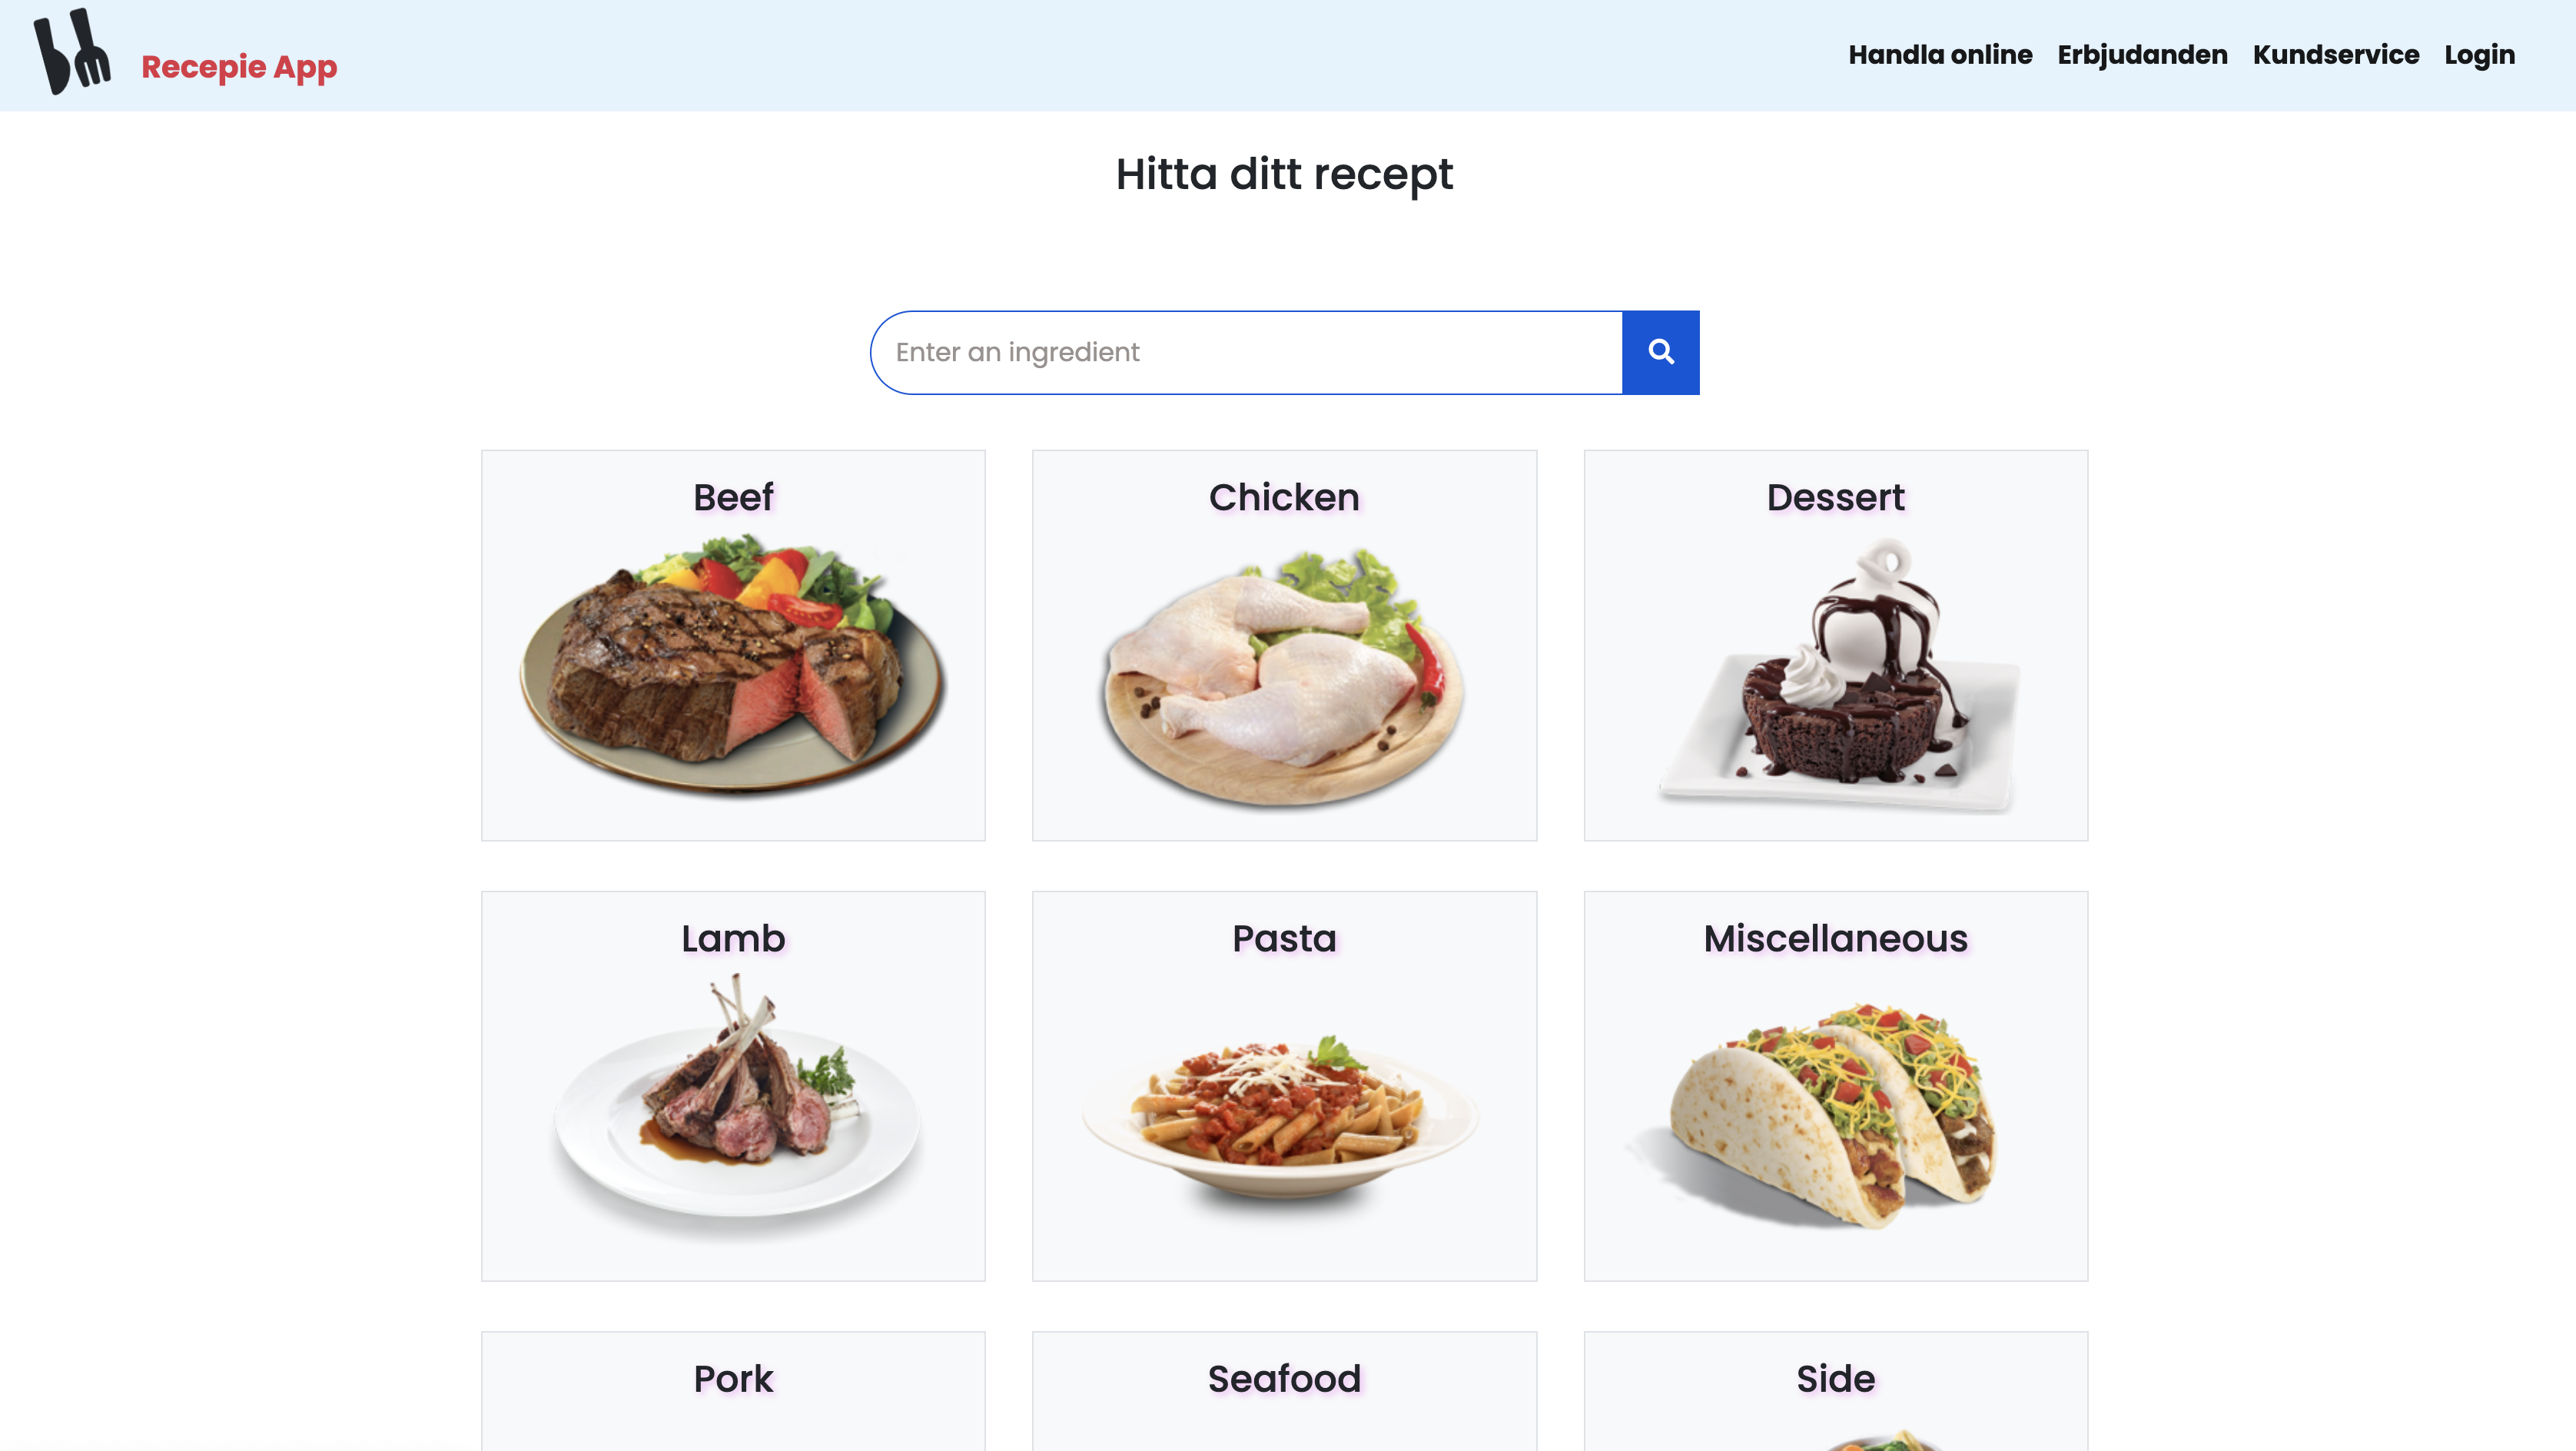 Recepie App
Handla online Erbjudanden Kundservice Login
Hitta ditt recept
Enter an ingredient
Beef
Chicken
Dessert
Lamb
Pasta
Miscellaneous
Pork
Seafood
Side